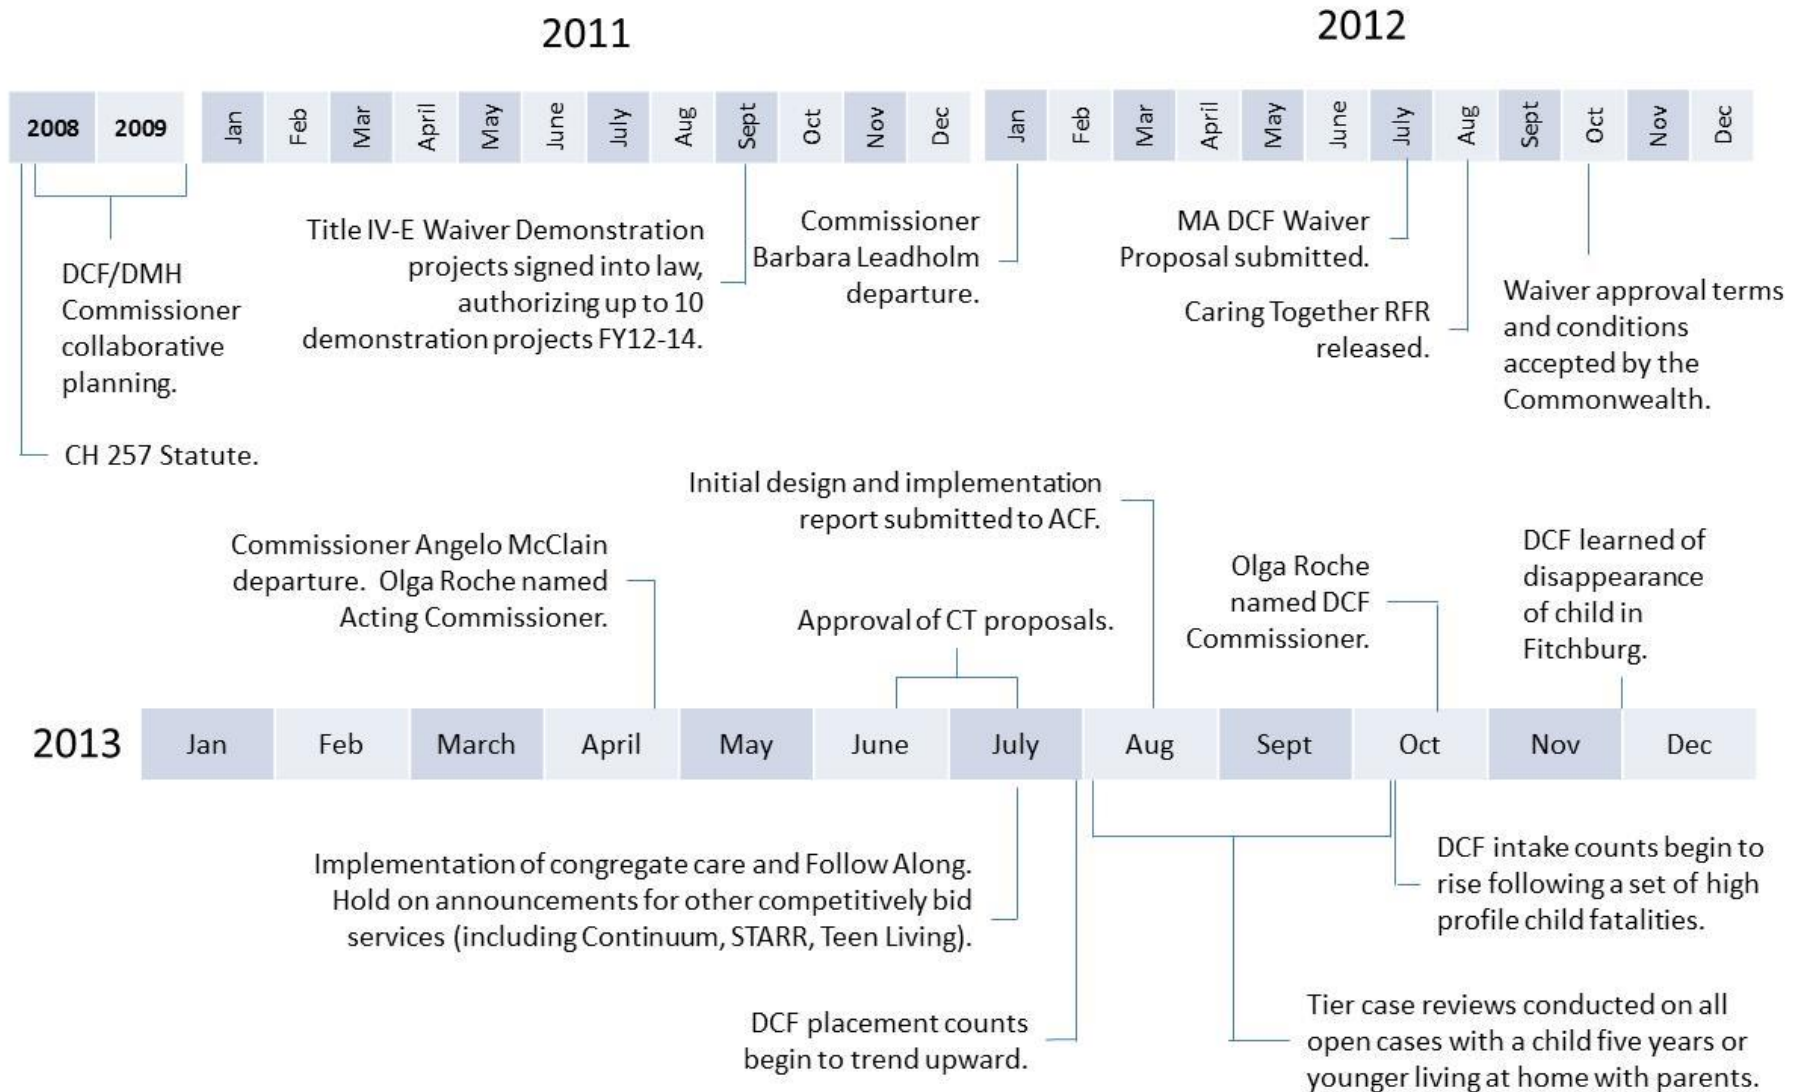 2011
2012
2008 2009 Jan Feb Mar April May June July Aug Sept Oct Nov Dec Jan Feb Mar April May June July Aug Sept Oct Nov Dec
DCF/DMH
Commissioner
collaborative
planning.
CH 257 Statute.
Title IV-E Waiver Demonstration
projects signed into law,
authorizing up to 10
demonstration projects FY12-14.
Commissioner
Barbara Leadholm
departure.
MA DCF Waiver
Proposal submitted.
Caring Together RFR
released.
Waiver approval terms
and conditions
accepted by the
Commonwealth.
Commissioner Angelo McClain
departure. Olga Roche named
Acting Commissioner.
Initial design and implementation
report submitted to ACF.
Approval of CT proposals.
Olga Roche
named DCF
Commissioner.
DCF learned of
disappearance
of child in
Fitchburg.
2013 Jan Feb March April May June July Aug Sept Oct Nov Dec
Implementation of congregate care and Follow Along.
Hold on announcements for other competitively bid
services (including Continuum, STARR, Teen Living).
DCF placement counts
begin to trend upward.
DCF intake counts begin to
rise following a set of high
profile child fatalities.
Tier case reviews conducted on all
open cases with a child five years or
younger living at home with parents.